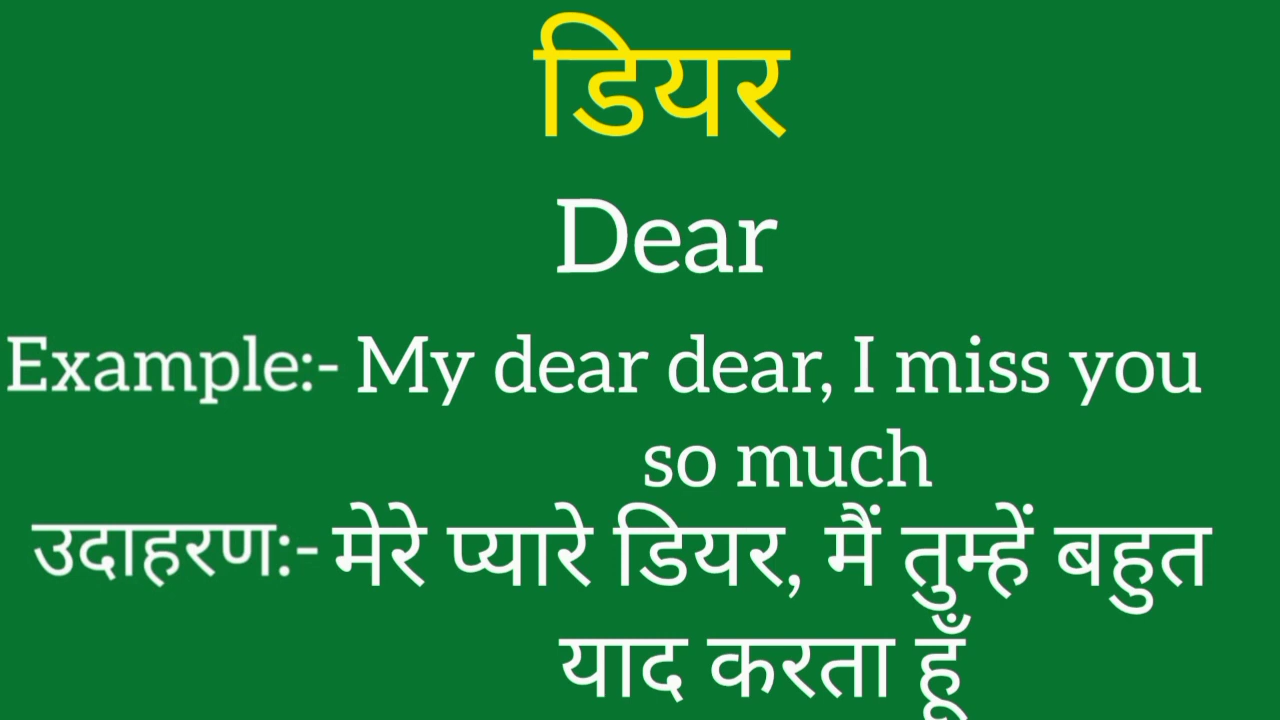 डियर
Dear
Example:- My dear dear, I miss you
so much
उदाहरण:- मेरे प्यारे डियर, मैं तुम्हें बहुत
याद करता हूँ